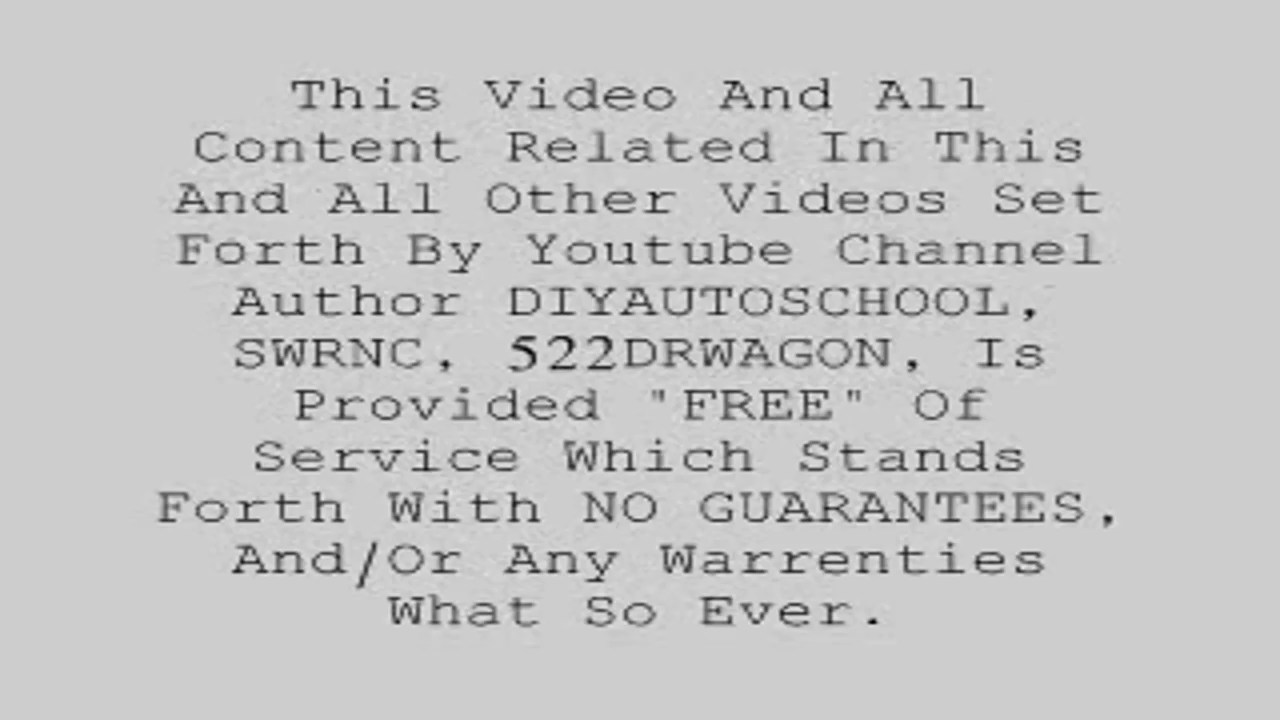 This Video And All
Content Related In This
And All Other Videos Set
Forth By Youtube Channel
Author DIYAUTOSCHOOL,
SWRNC, 522DRWAGON, Is
Provided "FREE" Of
Service Which Stands
Forth With NO GUARANTEES,
And/Or Any Warrenties
What So Ever.